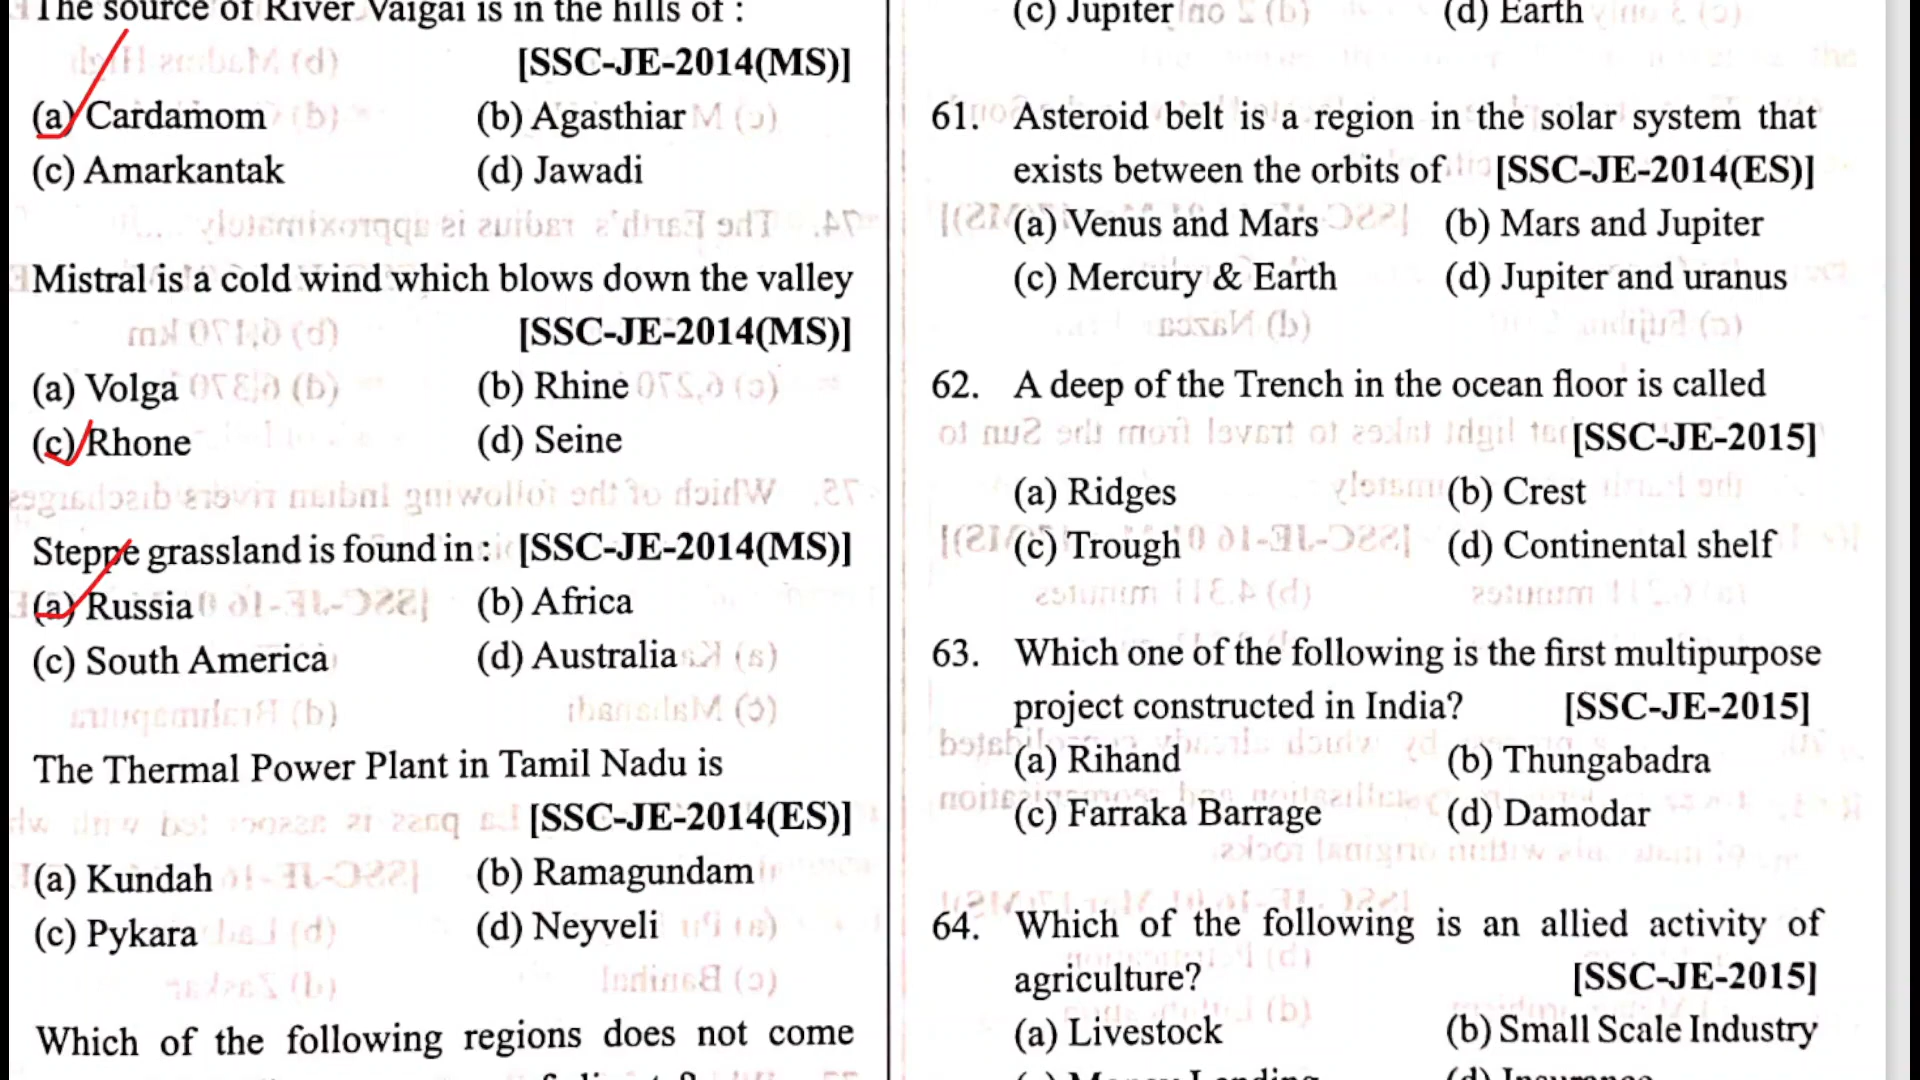 The source of River Vaigai is in the hills of :
[SSC-JE-2014(MS)]
(a) Cardamom (b) Agasthiar
(c) Amarkantak (d) Jawadi
Mistral is a cold wind which blows down the valley
[SSC-JE-2014(MS)]
(a) Volga (b) Rhine
(c) Rhone (d) Seine
Steppe grassland is found in : [SSC-JE-2014(MS)]
(a) Russia (b) Africa
(c) South America (d) Australia
The Thermal Power Plant in Tamil Nadu is
[SSC-JE-2014(ES)]
(a) Kundah (b) Ramagundam
(c) Pykara (d) Neyveli
Which of the following regions does not come
(c) Jupiter (d) Earth
61. Asteroid belt is a region in the solar system that
exists between the orbits of [SSC-JE-2014(ES)]
(a) Venus and Mars (b) Mars and Jupiter
(c) Mercury & Earth (d) Jupiter and uranus
62. A deep of the Trench in the ocean floor is called
[SSC-JE-2015]
(a) Ridges (b) Crest
(c) Trough (d) Continental shelf
63. Which one of the following is the first multipurpose
project constructed in India? [SSC-JE-2015]
(a) Rihand (b) Thungabadra
(c) Farraka Barrage (d) Damodar
64. Which of the following is an allied activity of
agriculture? [SSC-JE-2015]
(a) Livestock (b) Small Scale Industry
(c) Money Lending (d) Insurance